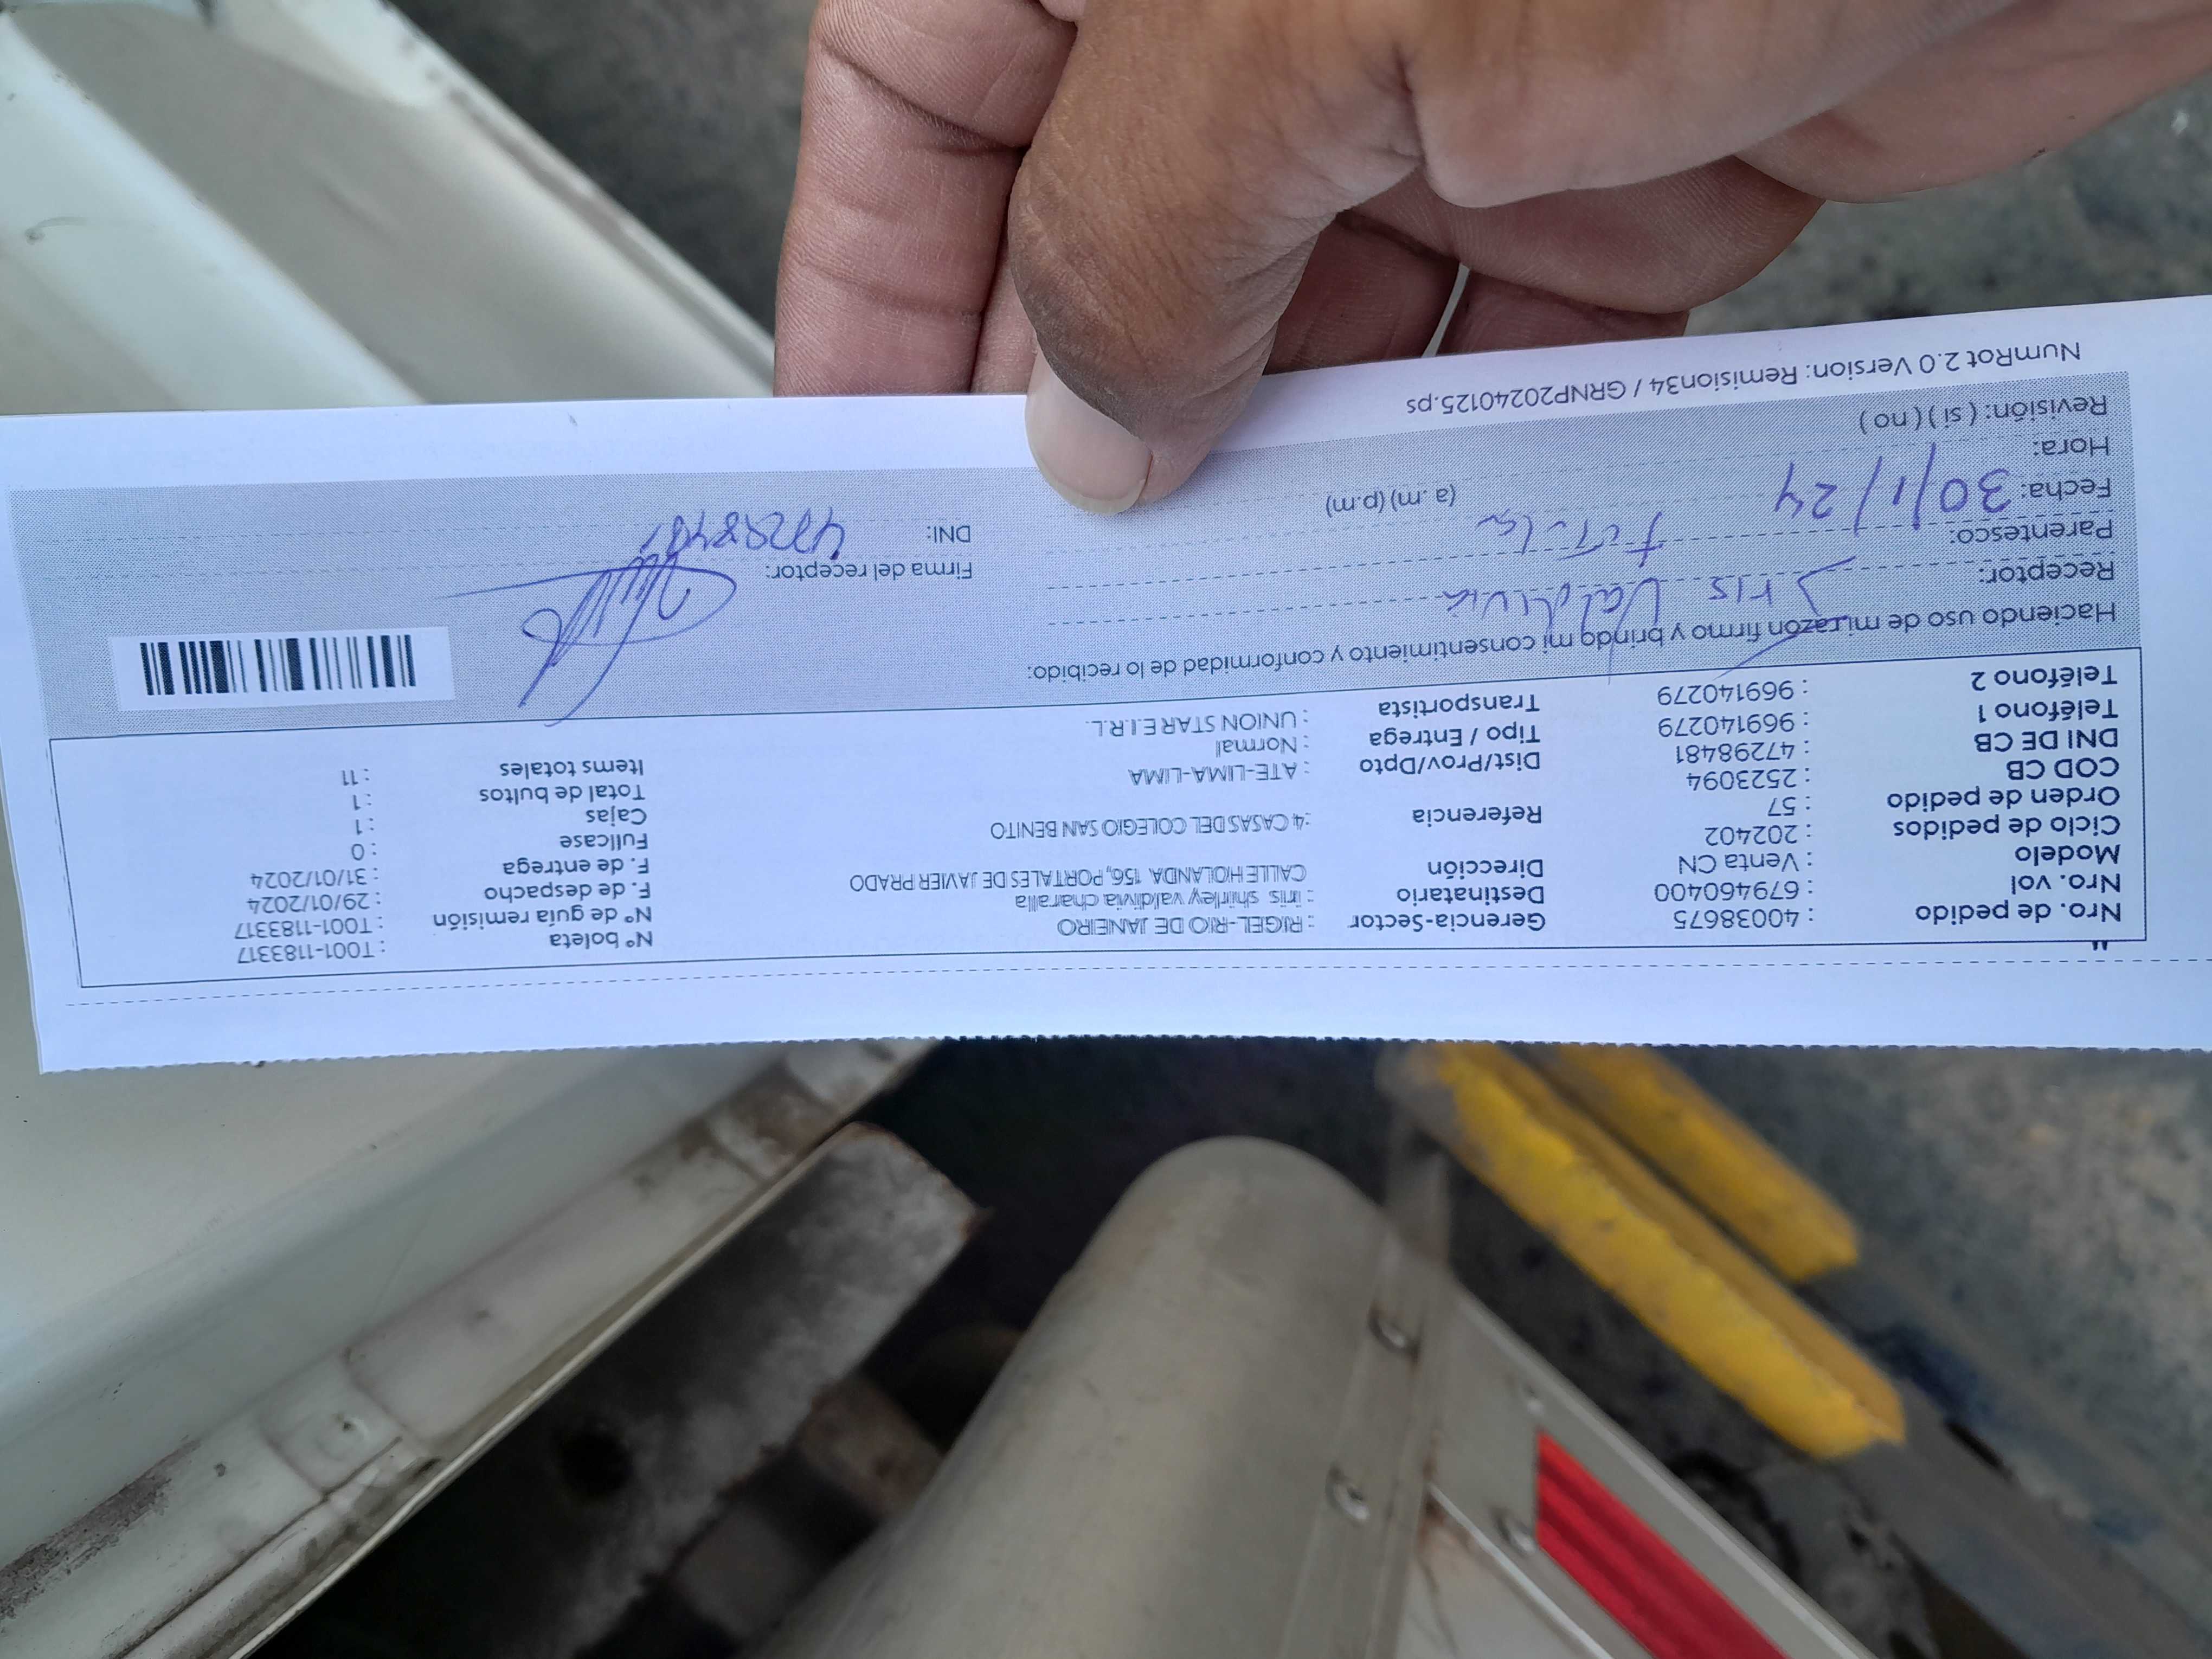 Nro. de pedido : 40038675 Gerencia-Sector : RIGEL-RIO DE JANEIRO Nº boleta : T001-1183317
Nro. vol : 679460400 Destinatario : iris shirley valdivia charalla Nº de guía remisión : T001-1183317
Modelo : Venta CN Dirección CALLE HOLANDA 156, PORTALES DE JAVIER PRADO F. de despacho : 29/01/2024
Ciclo de pedidos : 202402 F. de entrega : 31/01/2024
Orden de pedido : 57 Referencia :4 CASAS DEL COLEGIO SAN BENITO Fullcase : 0
COD CB : 2523094 Cajas : 1
DNI DE CB : 47298481 Dist/Prov/Dpto : ATE-LIMA-LIMA Total de bultos : 1
Teléfono 1 : 969140279 Tipo / Entrega : Normal Items totales : 11
Teléfono 2 : 969140279 Transportista : UNION STAR E.I.R.L.
Haciendo uso de mi razón firmo y brindo mi consentimiento y conformidad de lo recibido:
Receptor: Iris Valdivia Firma del receptor:
Parentesco: titular DNI:
Fecha: 30/1/24
Hora: (a.m) (p.m)
Revisión: ( si ) ( no )
NumRot 2.0 Version: Remision34 / GRNP20240125.ps